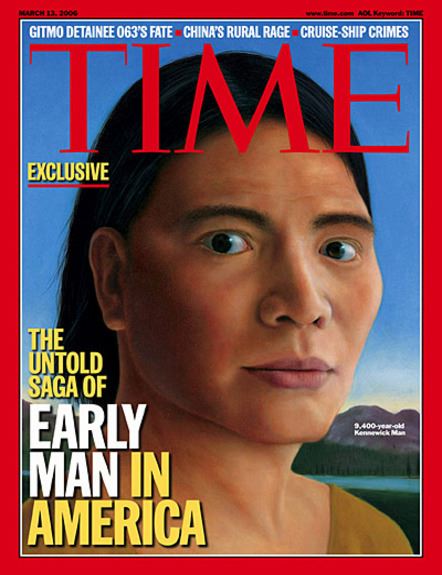 MARCH 13, 2006
www.time.com AOL Keyword: TIME
GITMO DETAINEE 063'S FATE ▪ CHINA'S RURAL RAGE ▪ CRUISE-SHIP CRIMES
TIME
EXCLUSIVE
THE
UNTOLD
SAGA OF
EARLY
MAN IN
AMERICA
9,400-year-old
Kennewick Man